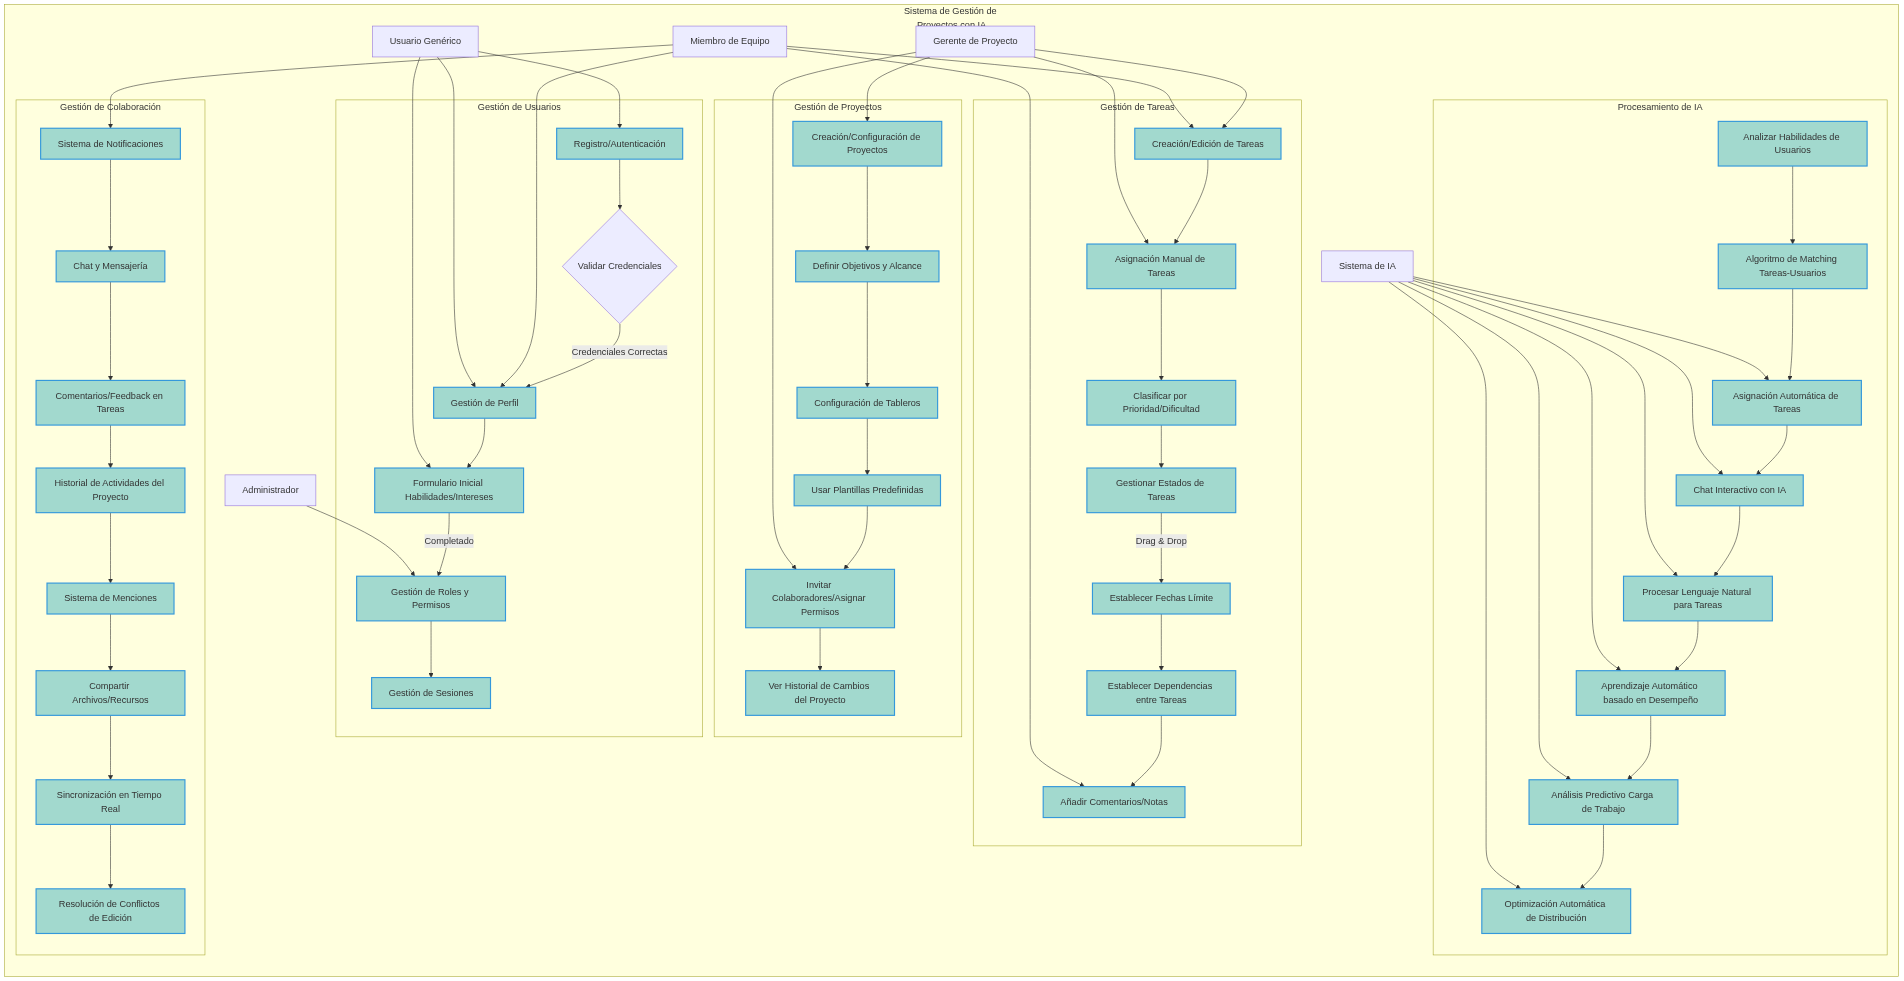 Sistema de Gestión de
Proyectos con IA
Usuario Genérico
Miembro de Equipo
Gerente de Proyecto
Gestión de Colaboración
Sistema de Notificaciones
Chat y Mensajería
Comentarios/Feedback en
Tareas
Historial de Actividades del
Proyecto
Sistema de Menciones
Compartir
Archivos/Recursos
Sincronización en Tiempo
Real
Resolución de Conflictos
de Edición
Administrador
Gestión de Usuarios
Registro/Autenticación
Validar Credenciales
Credenciales Correctas
Gestión de Perfil
Formulario Inicial
Habilidades/Intereses
Completado
Gestión de Roles y
Permisos
Gestión de Sesiones
Gestión de Proyectos
Creación/Configuración de
Proyectos
Definir Objetivos y Alcance
Configuración de Tableros
Usar Plantillas Predefinidas
Invitar
Colaboradores/Asignar
Permisos
Ver Historial de Cambios
del Proyecto
Gestión de Tareas
Creación/Edición de Tareas
Asignación Manual de
Tareas
Clasificar por
Prioridad/Dificultad
Gestionar Estados de
Tareas
Drag & Drop
Establecer Fechas Límite
Establecer Dependencias
entre Tareas
Añadir Comentarios/Notas
Sistema de IA
Procesamiento de IA
Analizar Habilidades de
Usuarios
Algoritmo de Matching
Tareas-Usuarios
Asignación Automática de
Tareas
Chat Interactivo con IA
Procesar Lenguaje Natural
para Tareas
Aprendizaje Automático
basado en Desempeño
Análisis Predictivo Carga
de Trabajo
Optimización Automática
de Distribución